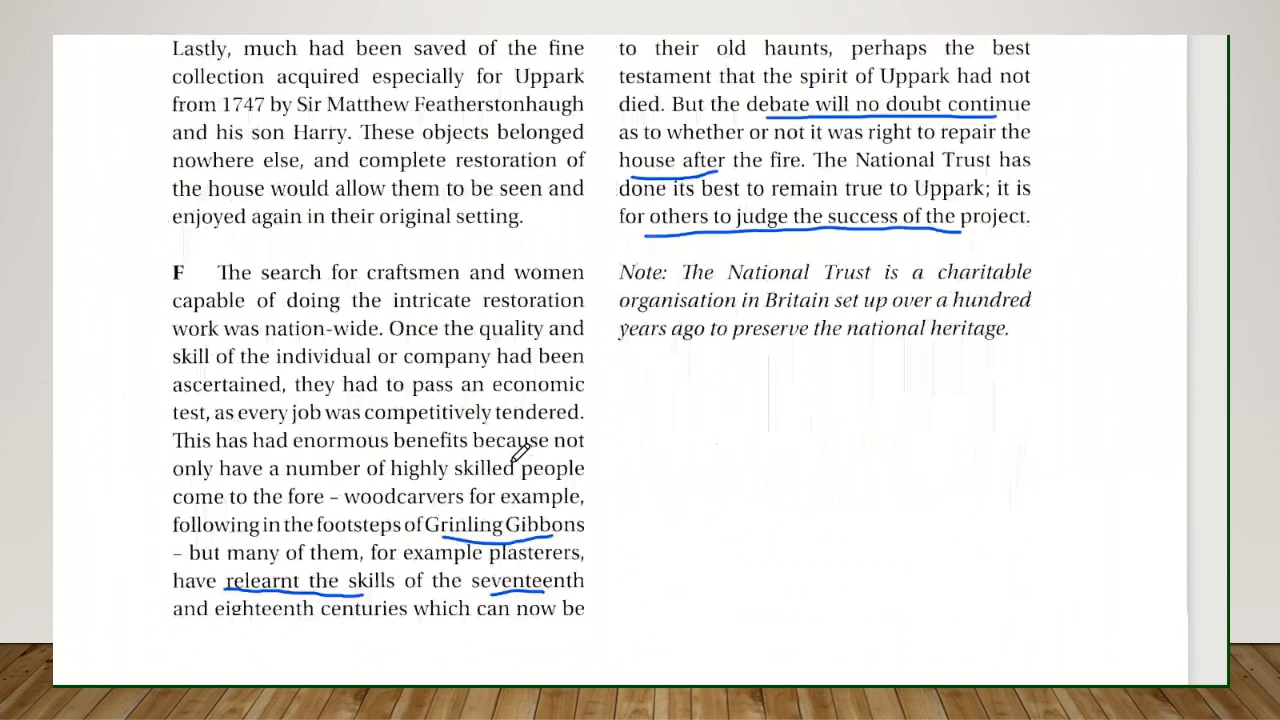 Lastly, much had been saved of the fine
collection acquired especially for Uppark
from 1747 by Sir Matthew Featherstonhaugh
and his son Harry. These objects belonged
nowhere else, and complete restoration of
the house would allow them to be seen and
enjoyed again in their original setting.
F The search for craftsmen and women
capable of doing the intricate restoration
work was nation-wide. Once the quality and
skill of the individual or company had been
ascertained, they had to pass an economic
test, as every job was competitively tendered.
This has had enormous benefits because not
only have a number of highly skilled people
come to the fore – woodcarvers for example,
following in the footsteps of Grinling Gibbons
– but many of them, for example plasterers,
have relearnt the skills of the seventeenth
and eighteenth centuries which can now be
to their old haunts, perhaps the best
testament that the spirit of Uppark had not
died. But the debate will no doubt continue
as to whether or not it was right to repair the
house after the fire. The National Trust has
done its best to remain true to Uppark; it is
for others to judge the success of the project.
Note: The National Trust is a charitable
organisation in Britain set up over a hundred
years ago to preserve the national heritage.